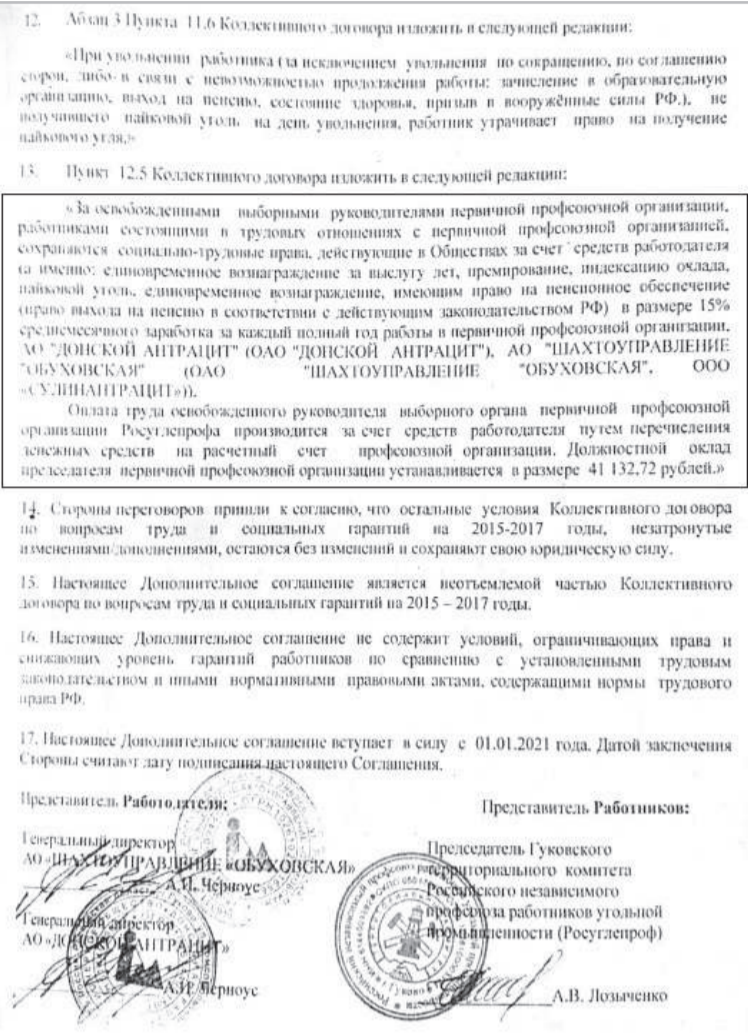 12. Абзац 3 Пункта 11.6 Коллективного договора изложить в следующей редакции:
«При увольнении работника (за исключением увольнения по сокращению, по соглашению
сторон, либо в связи с невозможностью продолжения работы: зачисление в образовательную
организацию, выход на пенсию, состояние здоровья, призыв в вооружённые силы РФ.), не
получившего пайковой уголь на день увольнения, работник утрачивает право на получение
пайкового угля.»
13. Пункт 12.5 Коллективного договора изложить в следующей редакции:
«За освобожденными выборными руководителями первичной профсоюзной организации,
работниками состоящими в трудовых отношениях с первичной профсоюзной организацией,
сохраняются социально-трудовые права, действующие в Обществах за счет средств работодателя
(а именно: единовременное вознаграждение за выслугу лет, премирование, индексацию оклада,
пайковой уголь, единовременное вознаграждение, имеющим право на пенсионное обеспечение
(право выхода на пенсию в соответствии с действующим законодательством РФ) в размере 15%
среднемесячного заработка за каждый полный год работы в первичной профсоюзной организации,
АО "ДОНСКОЙ АНТРАЦИТ" (ОАО "ДОНСКОЙ АНТРАЦИТ"), АО "ШАХТОУПРАВЛЕНИЕ
"ОБУХОВСКАЯ" (ОАО "ШАХТОУПРАВЛЕНИЕ "ОБУХОВСКАЯ", ООО
«СУЛИНАНТРАЦИТ»)).
Оплата труда освобожденного руководителя выборного органа первичной профсоюзной
организации Росуглепрофа производится за счет средств работодателя путем перечисления
денежных средств на расчетный счет профсоюзной организации. Должностной оклад
председателя первичной профсоюзной организации устанавливается в размере 41 132,72 рублей.»
14. Стороны переговоров пришли к согласию, что остальные условия Коллективного договора
по вопросам труда и социальных гарантий на 2015-2017 годы, незатронутые
изменениями/дополнениями, остаются без изменений и сохраняют свою юридическую силу.
15. Настоящее Дополнительное соглашение является неотъемлемой частью Коллективного
договора по вопросам труда и социальных гарантий на 2015 – 2017 годы.
16. Настоящее Дополнительное соглашение не содержит условий, ограничивающих права и
снижающих уровень гарантий работников по сравнению с установленными трудовым
законодательством и иными нормативными правовыми актами, содержащими нормы трудового
права РФ.
17. Настоящее Дополнительное соглашение вступает в силу с 01.01.2021 года. Датой заключения
Стороны считают дату подписания настоящего Соглашения.
Представитель Работодателя:
Генеральный директор
АО «ШАХТОУПРАВЛЕНИЕ «ОБУХОВСКАЯ»
А.И. Черноус
Генеральный директор
АО «ДОНСКОЙ АНТРАЦИТ»
А.И. Черноус
Представитель Работников:
Председатель Гуковского
территориального комитета
Российского независимого
профсоюза работников угольной
промышленности (Росуглепроф)
А.В. Лозыченко